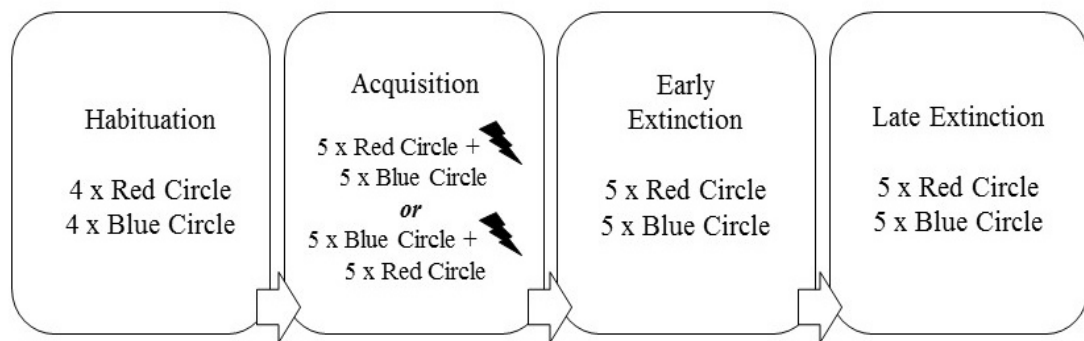 Habituation
4 x Red Circle
4 x Blue Circle
Acquisition
5 x Red Circle +
5 x Blue Circle
or
5 x Blue Circle +
5 x Red Circle
Early
Extinction
5 x Red Circle
5 x Blue Circle
Late Extinction
5 x Red Circle
5 x Blue Circle